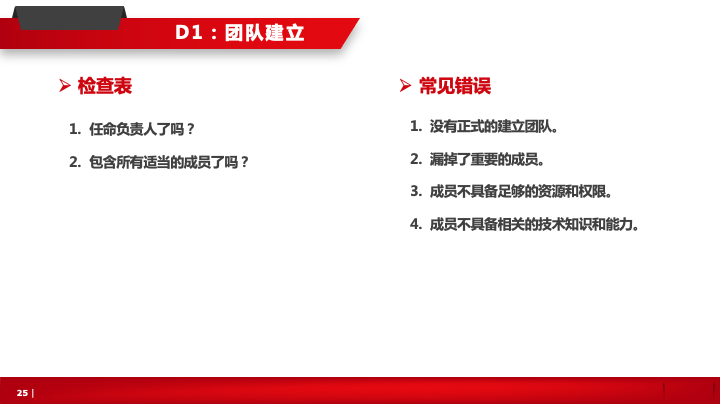 D1：团队建立
➢ 检查表
1. 任命负责人了吗？
2. 包含所有适当的成员了吗？
➢ 常见错误
1. 没有正式的建立团队。
2. 漏掉了重要的成员。
3. 成员不具备足够的资源和权限。
4. 成员不具备相关的技术知识和能力。
25 |